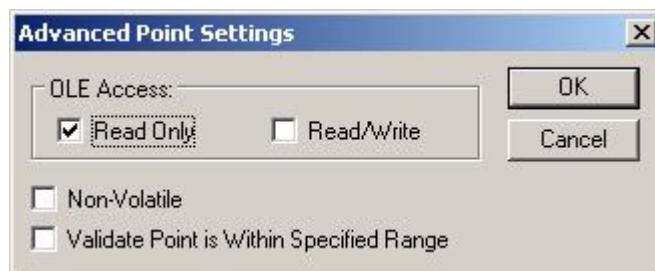 Advanced Point Settings
OLE Access:
OK
Read Only
Read/Write
Cancel
Non-Volatile
Validate Point is Within Specified Range